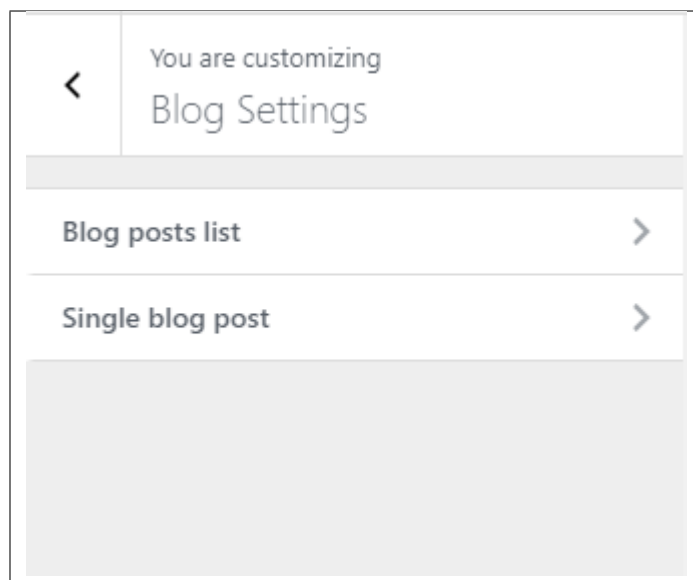 You are customizing
Blog Settings
Blog posts list
Single blog post